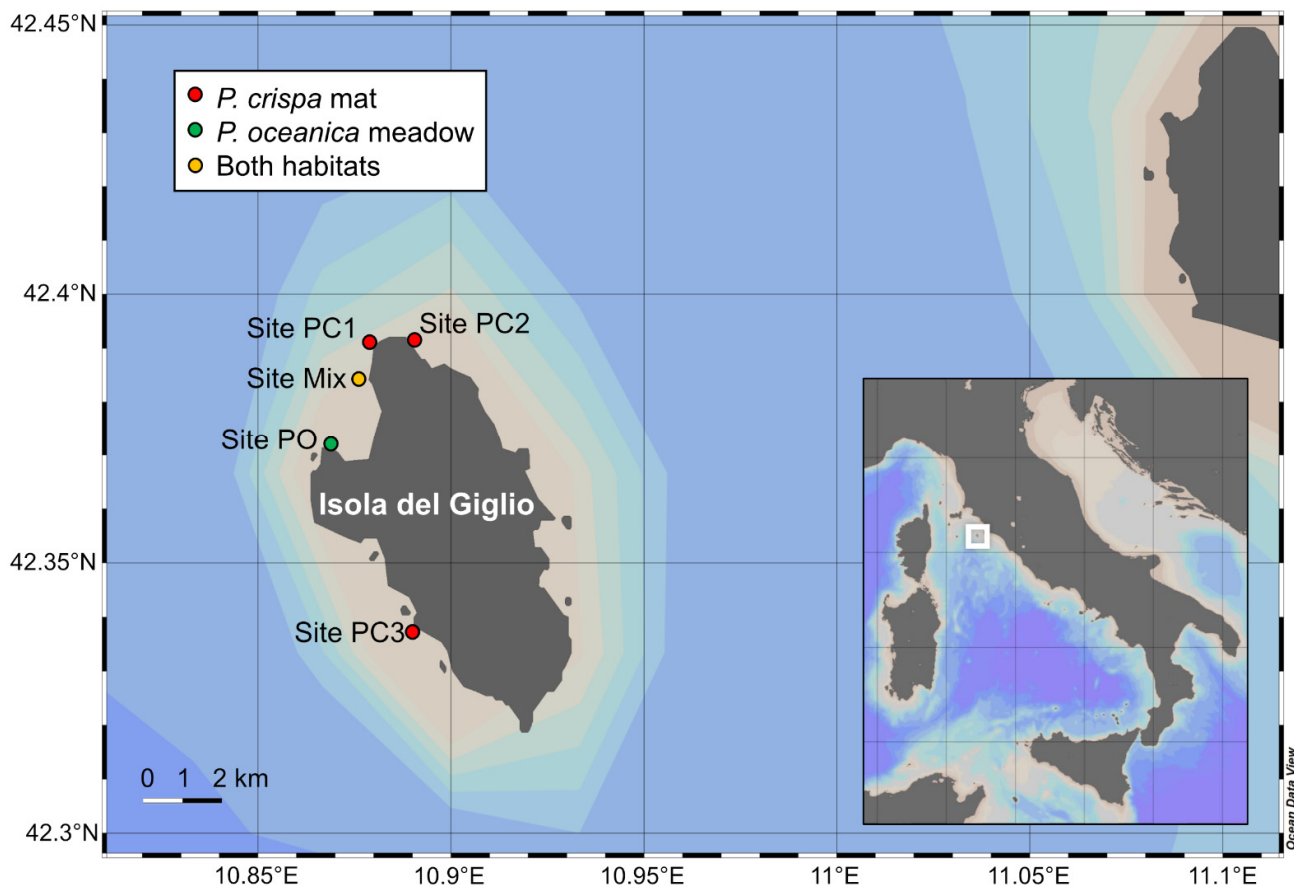 42.45°N
P. crispa mat
P. oceanica meadow
Both habitats
42.4°N
Site PC1
Site PC2
Site Mix
Site PO
Isola del Giglio
42.35°N
Site PC3
0 1 2 km
42.3°N
10.85°E
10.9°E
10.95°E
11°E
11.05°E
11.1°E
Ocean Data View